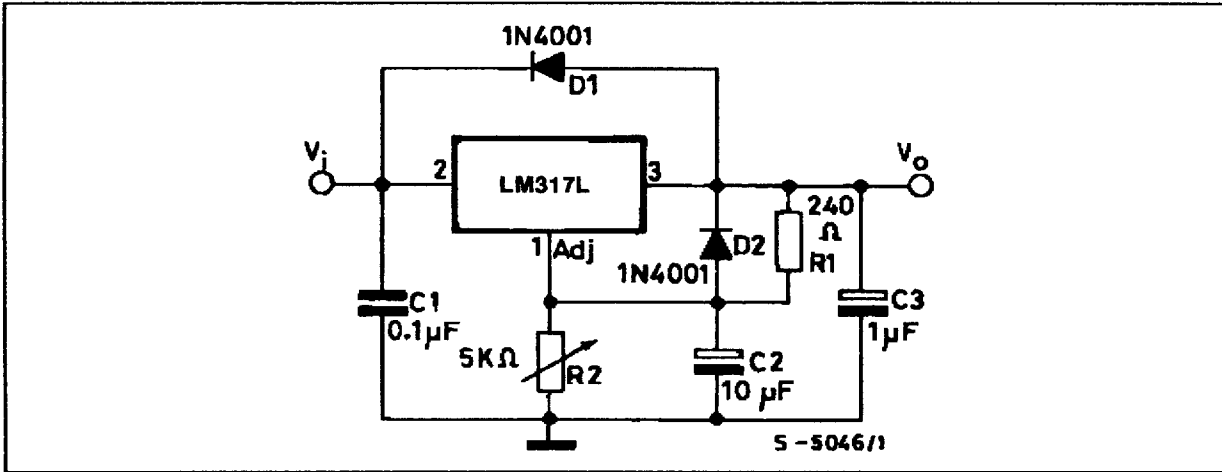 1N4001
D1
Vi
2
LM317L
3
Vo
1 Adj
D2
1N4001
240
Ω
R1
C1
0.1µF
C3
1µF
5KΩ
R2
C2
10 µF
S-5046/1